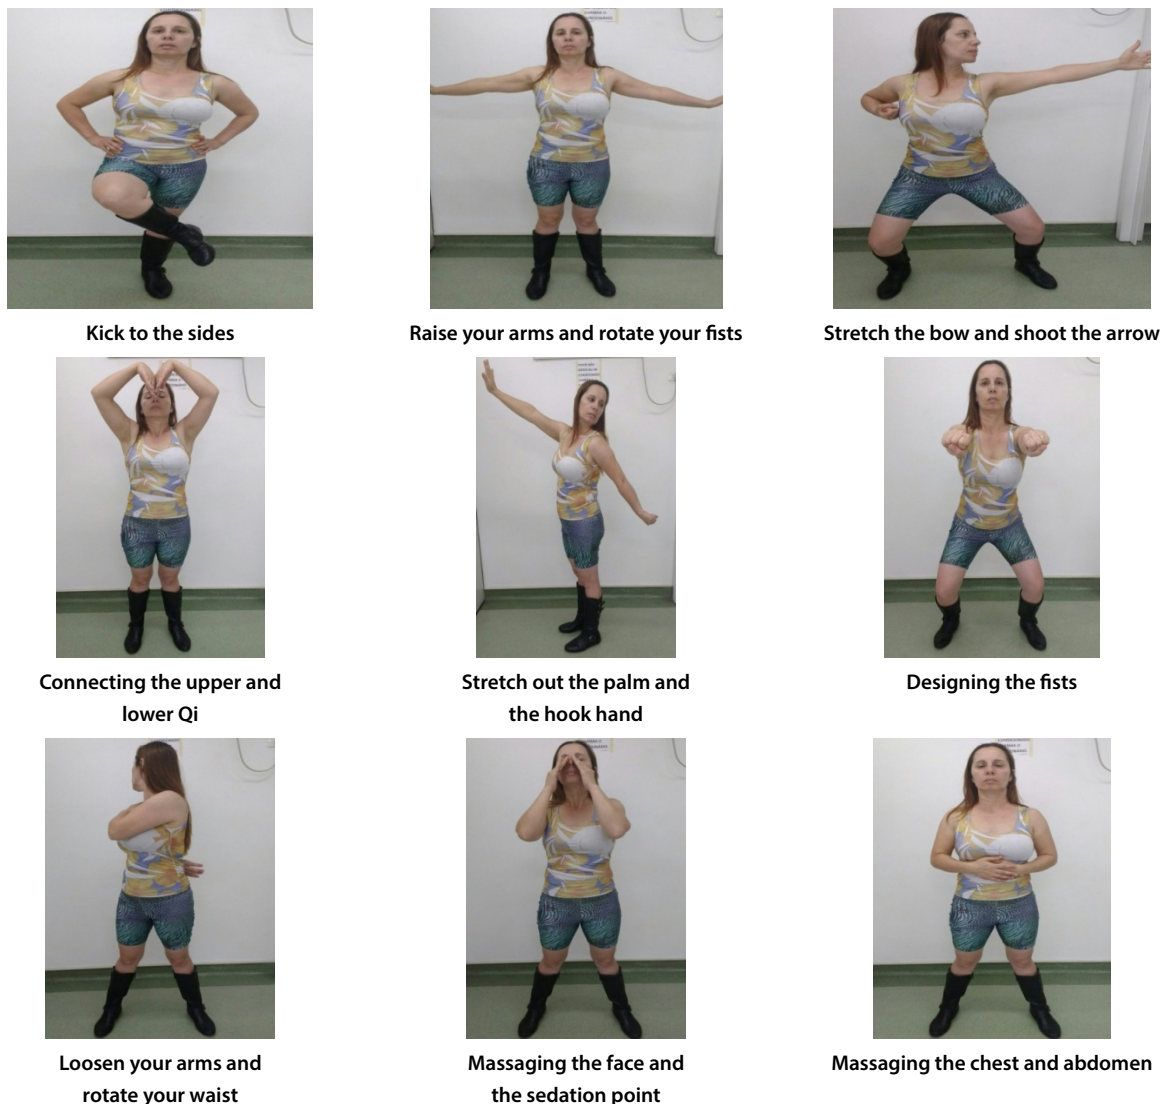 Kick to the sides
Raise your arms and rotate your fists
Stretch the bow and shoot the arrow
Connecting the upper and
lower Qi
Stretch out the palm and
the hook hand
Designing the fists
Loosen your arms and
rotate your waist
Massaging the face and
the sedation point
Massaging the chest and abdomen